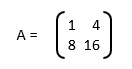 A = ( 1 4
8 16 )